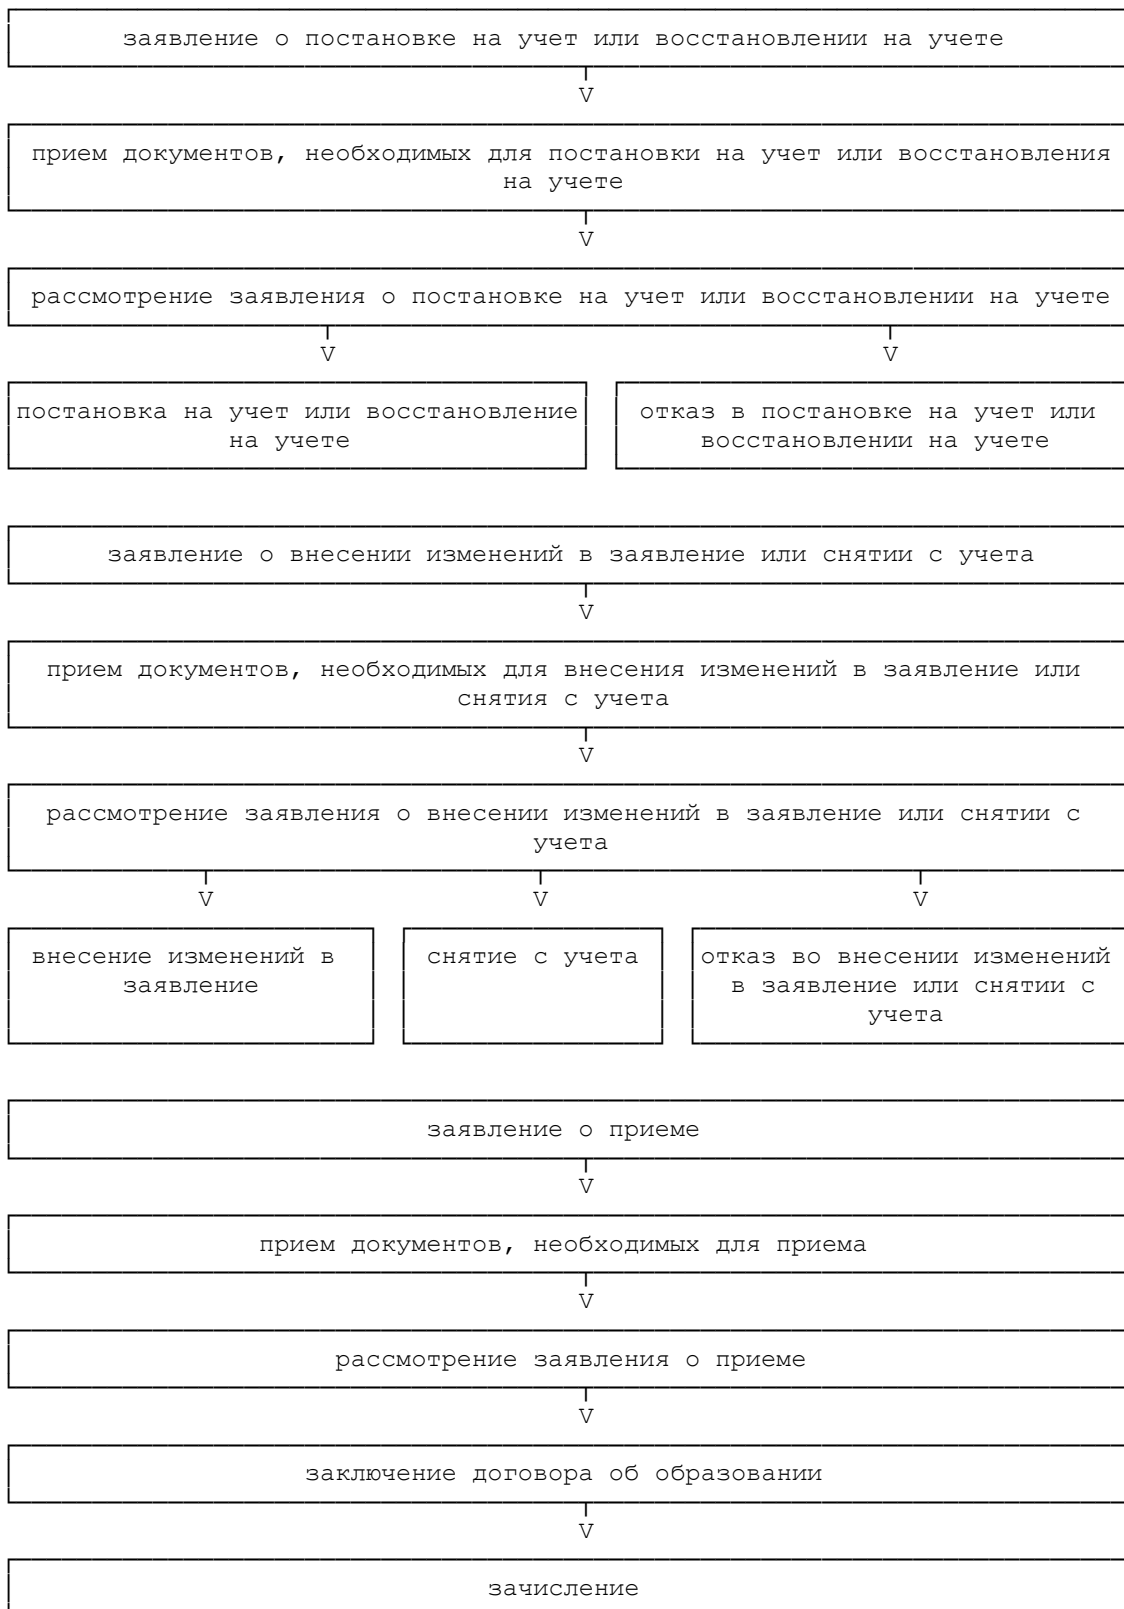 заявление о постановке на учет или восстановлении на учете
V
прием документов, необходимых для постановки на учет или восстановления
на учете
V
рассмотрение заявления о постановке на учет или восстановлении на учете
V V
постановка на учет или восстановление
на учете
отказ в постановке на учет или
восстановлении на учете
заявление о внесении изменений в заявление или снятии с учета
V
прием документов, необходимых для внесения изменений в заявление или
снятия с учета
V
рассмотрение заявления о внесении изменений в заявление или снятии с
учета
V V V
внесение изменений в
заявление
снятие с учета
отказ во внесении изменений
в заявление или снятии с
учета
заявление о приеме
V
прием документов, необходимых для приема
V
рассмотрение заявления о приеме
V
заключение договора об образовании
V
зачисление